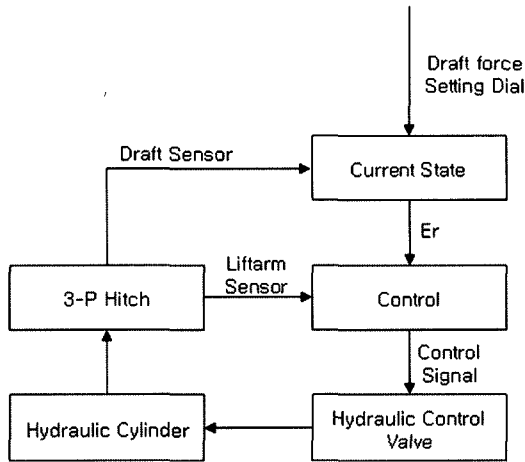 Draft force
Setting Dial
Draft Sensor
Current State
Er
Liftarm
Sensor
3-P Hitch
Control
Control
Signal
Hydraulic Cylinder
Hydraulic Control
Valve